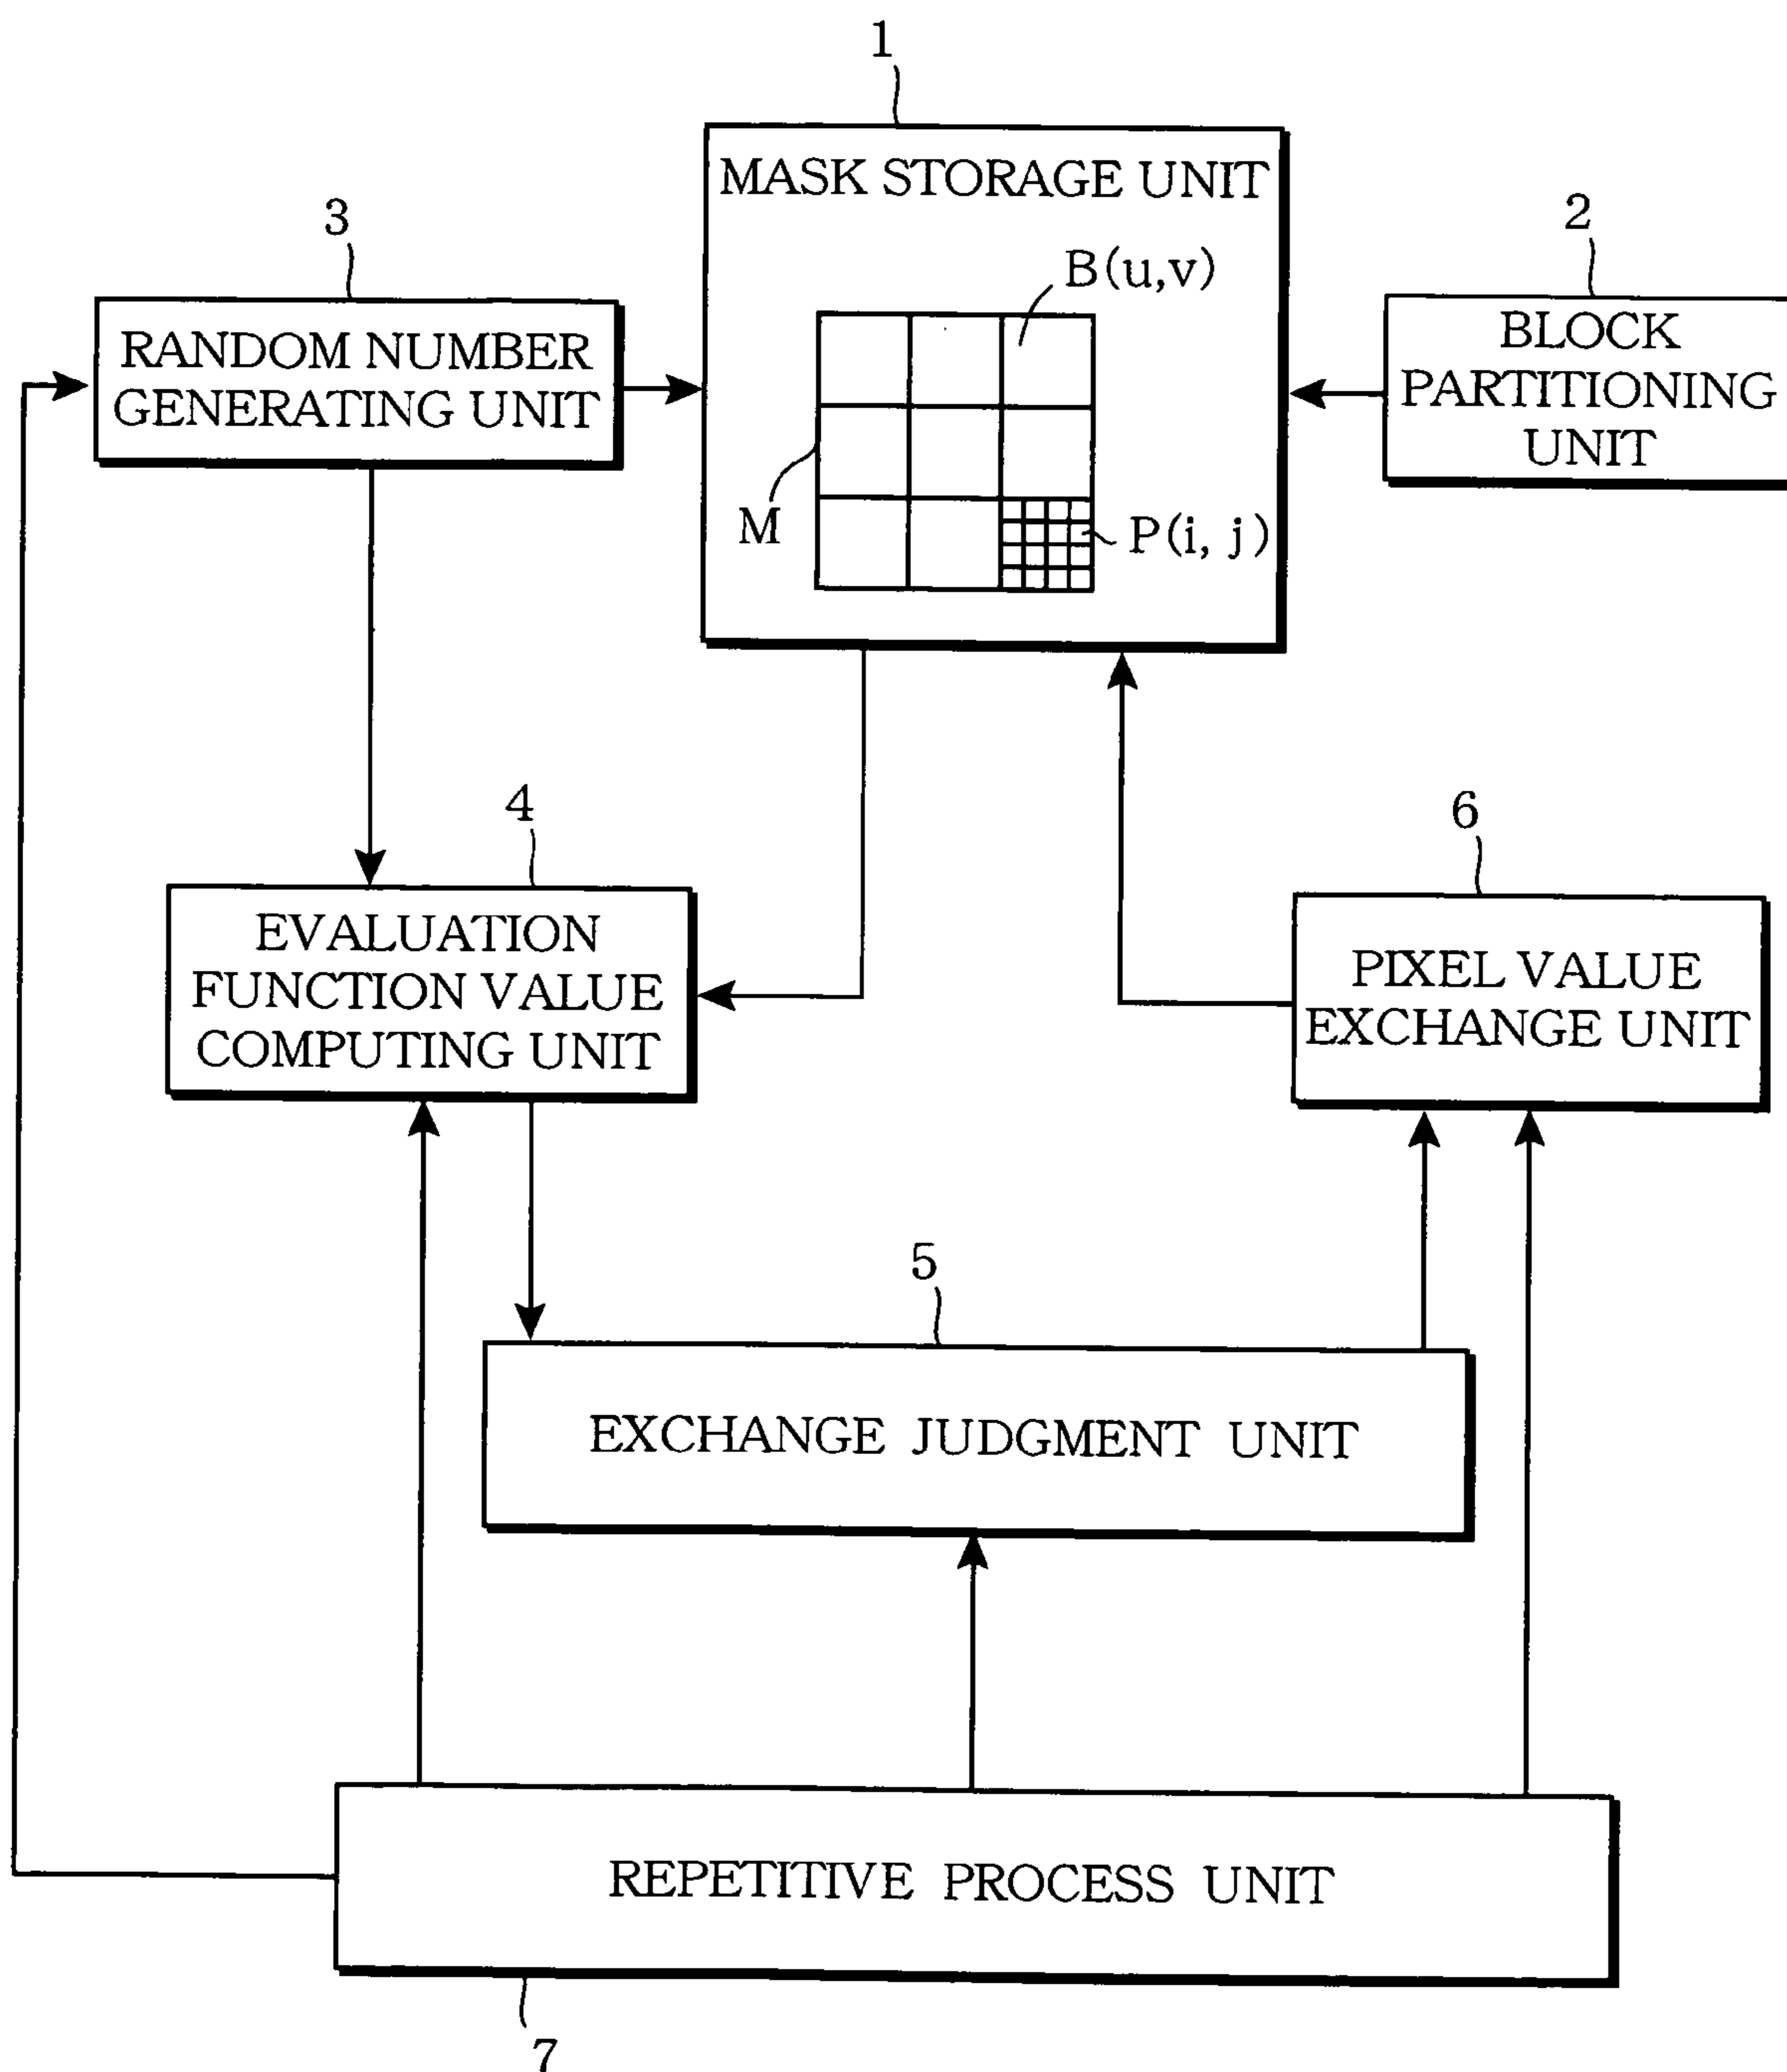 1
MASK STORAGE UNIT
3
2
B(u,v)
RANDOM NUMBER
GENERATING UNIT
BLOCK
PARTITIONING
UNIT
M
P(i, j)
4
6
EVALUATION
FUNCTION VALUE
COMPUTING UNIT
PIXEL VALUE
EXCHANGE UNIT
5
EXCHANGE JUDGMENT UNIT
REPETITIVE PROCESS UNIT
7